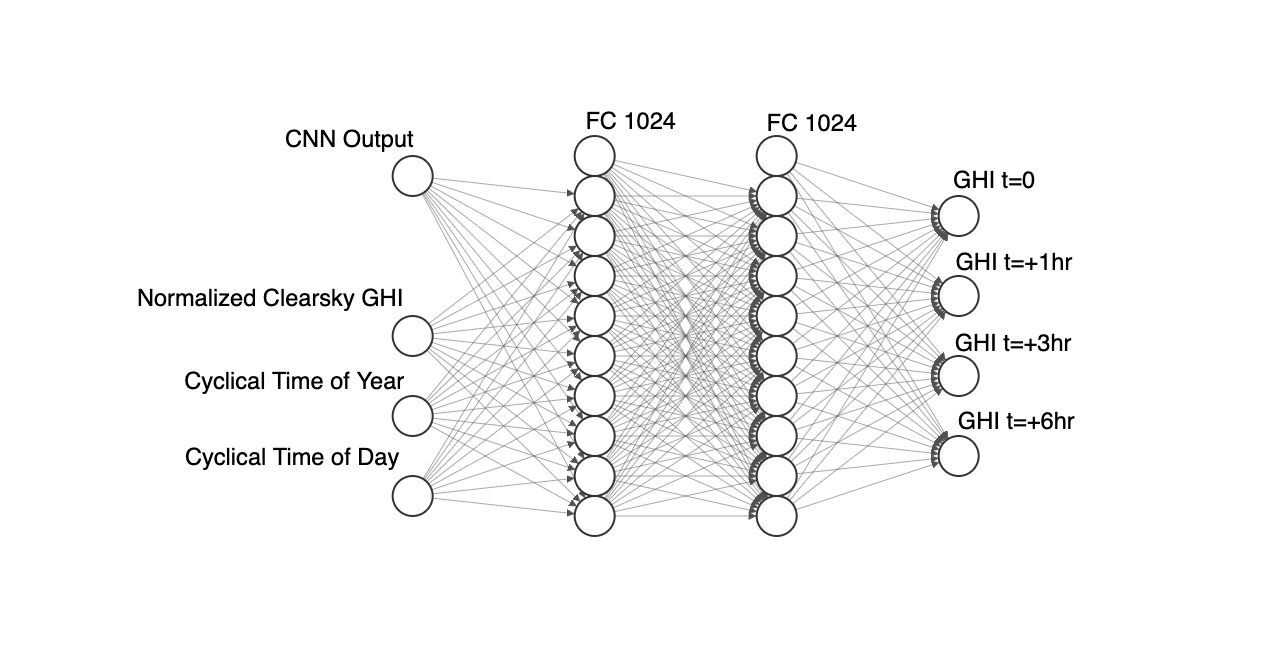 CNN Output
Normalized Clearsky GHI
Cyclical Time of Year
Cyclical Time of Day
FC 1024
FC 1024
GHI t=0
GHI t=+1hr
GHI t=+3hr
GHI t=+6hr